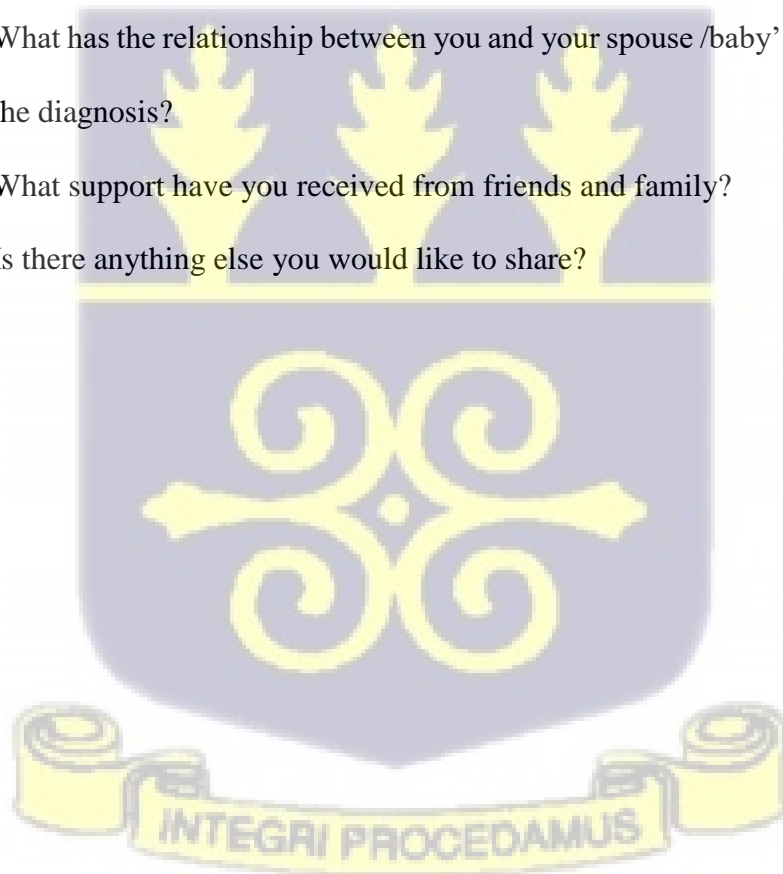 What has the relationship between you and your spouse /baby’
he diagnosis?
What support have you received from friends and family?
s there anything else you would like to share?
INTEGRI PROCEDAMUS